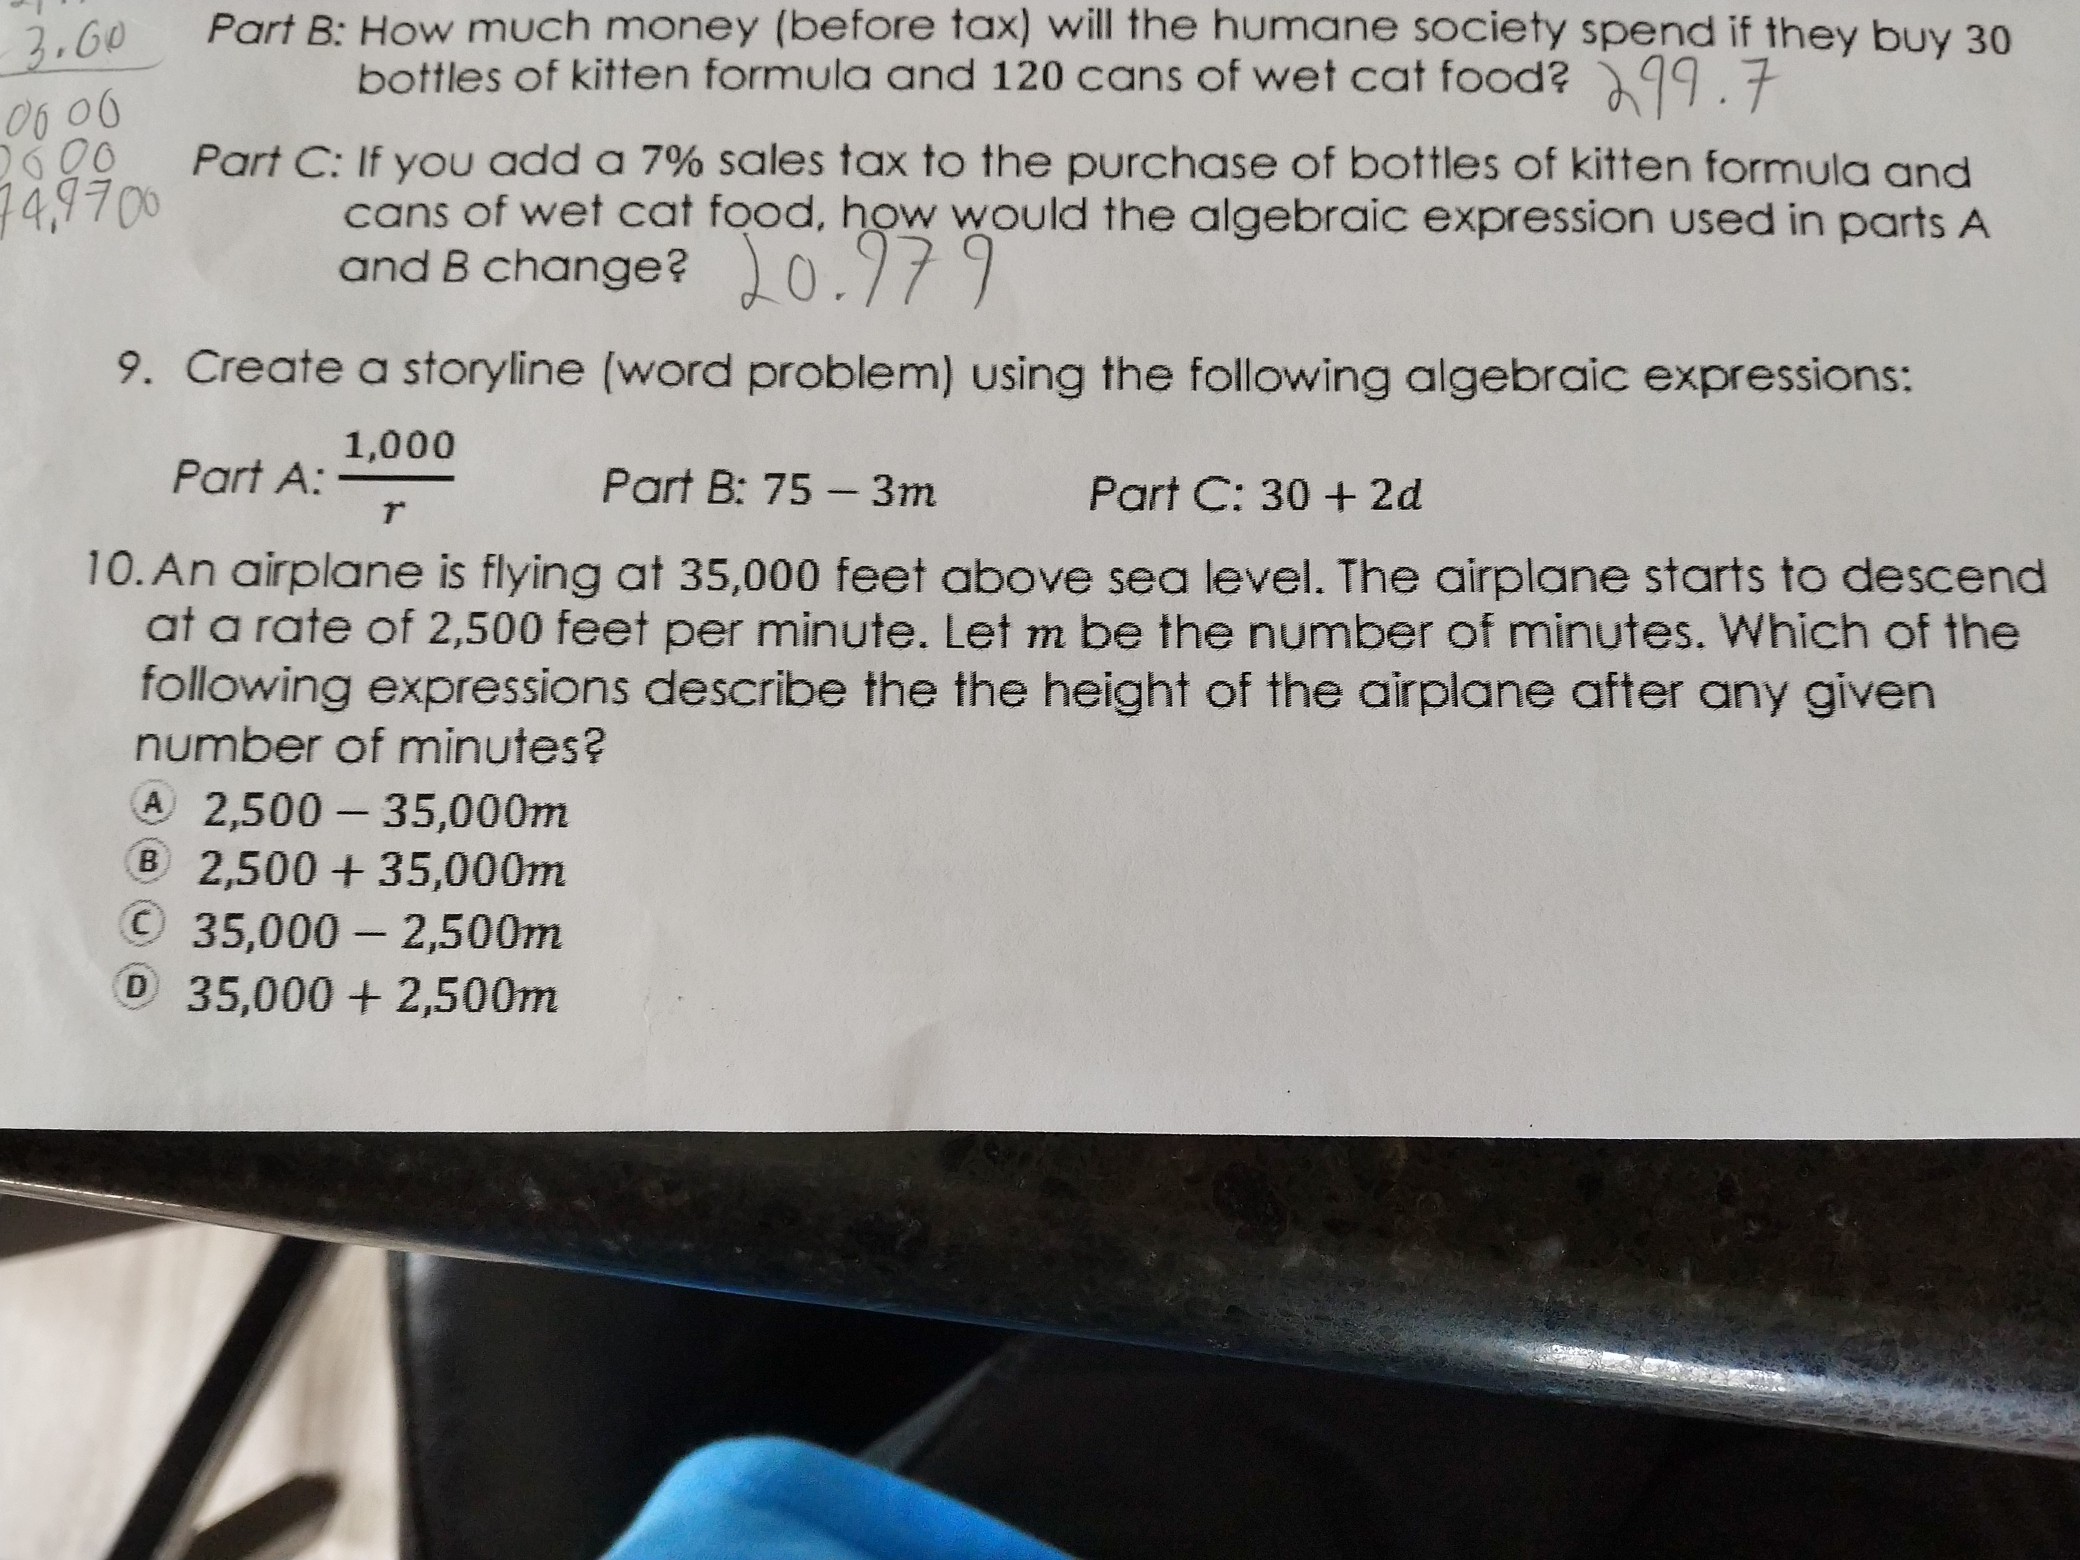 3.60
Part B: How much money (before tax) will the humane society spend if they buy 30
bottles of kitten formula and 120 cans of wet cat food? 299.7
0000
0600
Part C: If you add a 7% sales tax to the purchase of bottles of kitten formula and
74,9700
cans of wet cat food, how would the algebraic expression used in parts A
and B change? 20.979
9. Create a storyline (word problem) using the following algebraic expressions:
Part A: 1,000/r Part B: 75 – 3m Part C: 30 + 2d
10. An airplane is flying at 35,000 feet above sea level. The airplane starts to descend
at a rate of 2,500 feet per minute. Let m be the number of minutes. Which of the
following expressions describe the the height of the airplane after any given
number of minutes?
A 2,500 – 35,000m
B 2,500 + 35,000m
C 35,000 – 2,500m
D 35,000 + 2,500m